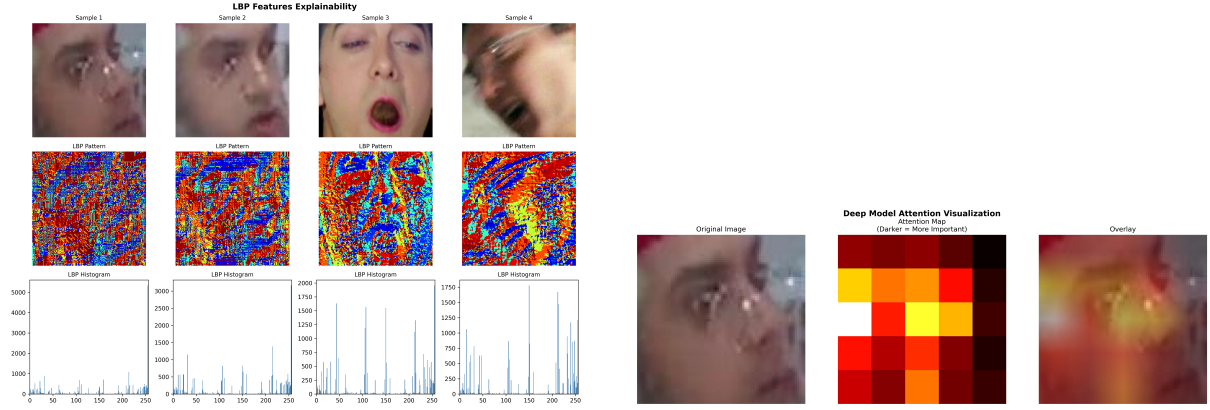 LBP Features Explainability
Sample 1
Sample 2
Sample 3
Sample 4
LBP Pattern
LBP Pattern
LBP Pattern
LBP Pattern
LBP Histogram
LBP Histogram
LBP Histogram
LBP Histogram
5000
4000
3000
2000
1000
0
0 50 100 150 200 250
3000
2500
2000
1500
1000
500
0
0 50 100 150 200 250
2000
1750
1500
1250
1000
750
500
250
0
0 50 100 150 200 250
1750
1500
1250
1000
750
500
250
0
0 50 100 150 200 250
Deep Model Attention Visualization
Original Image
Attention Map
(Darker = More Important)
Overlay